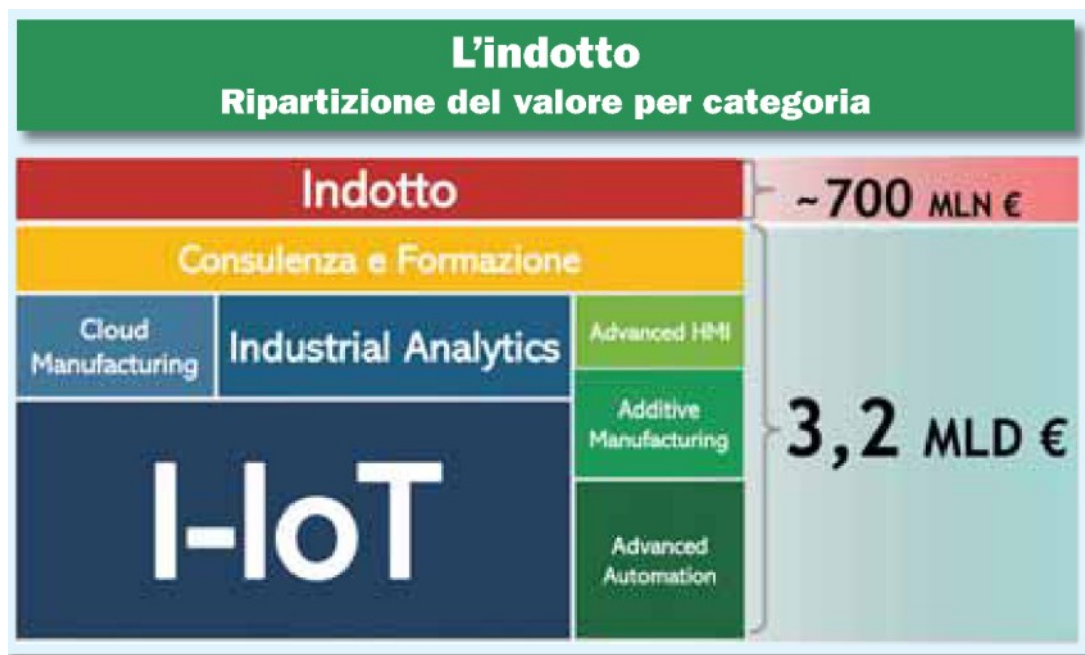 L'indotto
Ripartizione del valore per categoria
Indotto
~700 MLN €
Consulenza e Formazione
Cloud
Manufacturing
Industrial Analytics
Advanced HMI
Additive
Manufacturing
3,2 MLD €
I-IoT
Advanced
Automation